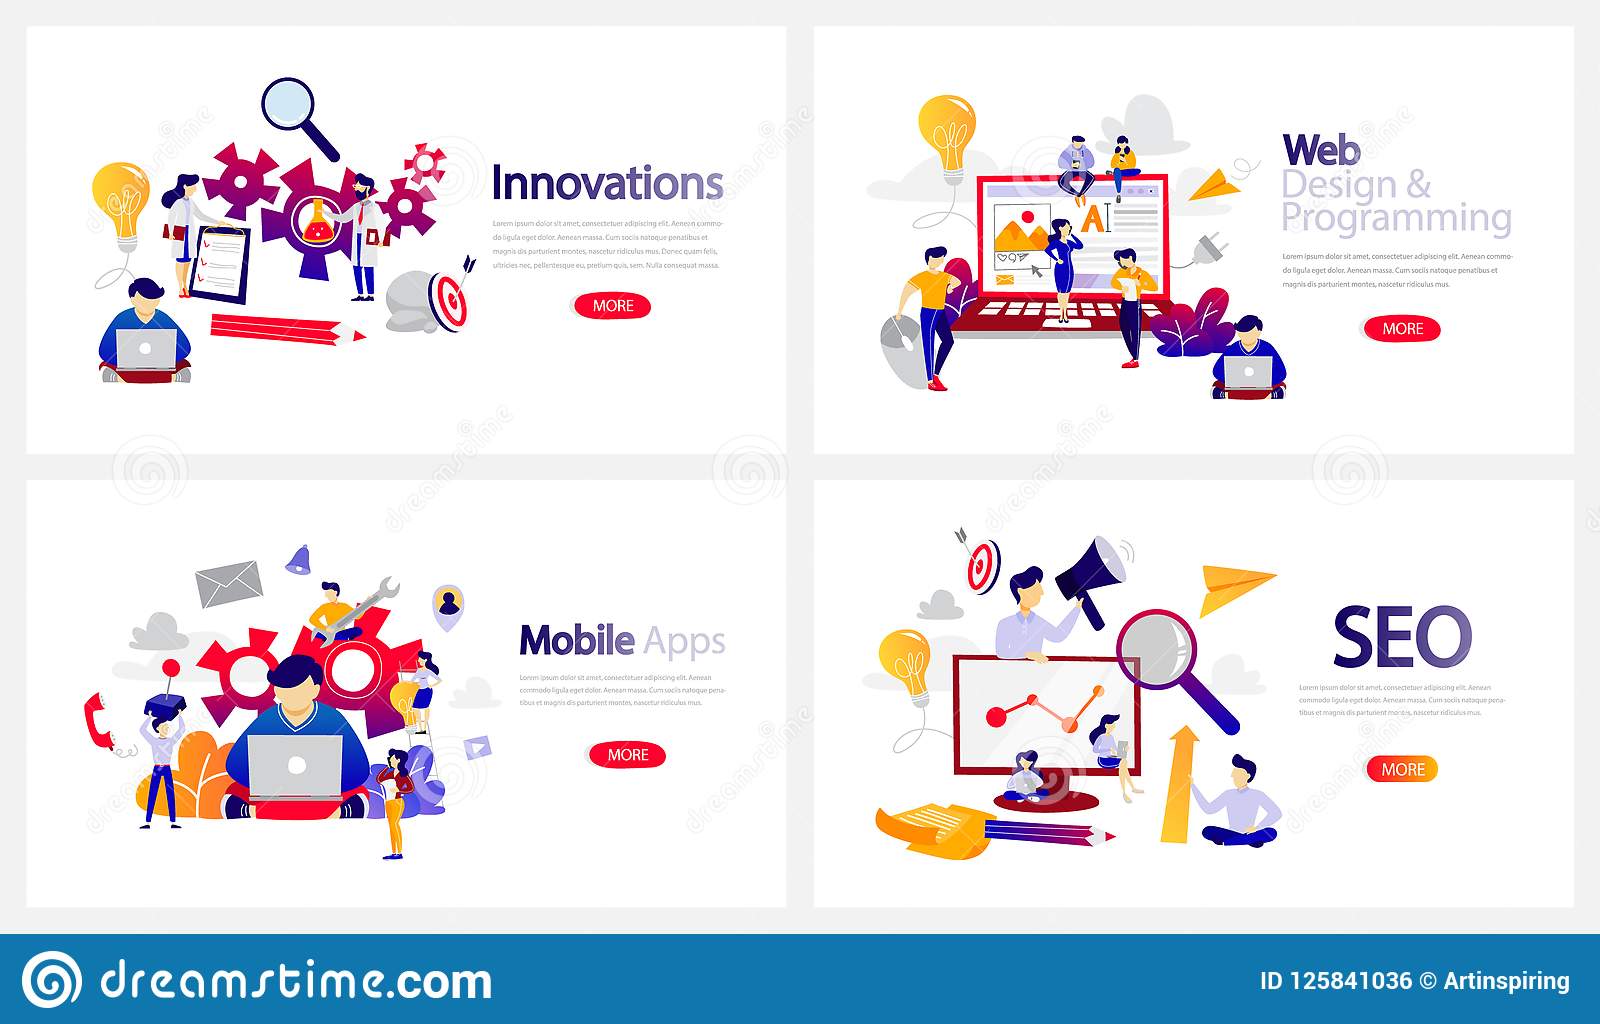 Innovations
Lorem ipsum dolor sit amet, consectetuer adipiscing elit. Aenean commo-
do ligula eget dolor. Aenean massa. Cum sociis natoque penatibus et
magnis dis parturient montes, nascetur ridiculus mus. Donec quam felis,
ultricies nec, pellentesque eu, pretium quis, sem. Nulla consequat massa.
MORE
Web
Design &
Programming
Lorem ipsum dolor sit amet, consectetuer adipiscing elit. Aenean commo-
do ligula eget dolor. Aenean massa. Cum sociis natoque penatibus et
magnis dis parturient montes, nascetur ridiculus mus.
MORE
A
Mobile Apps
Lorem ipsum dolor sit amet, consectetuer adipiscing elit. Aenean
commodo ligula eget dolor. Aenean massa. Cum sociis natoque pena-
tibus et magnis dis parturient montes, nascetur ridiculus mus.
MORE
SEO
Lorem ipsum dolor sit amet, consectetuer adipiscing elit. Aenean
commodo ligula eget dolor. Aenean massa. Cum sociis natoque pena-
tibus et magnis dis parturient montes, nascetur ridiculus mus.
MORE
dreamstime.com
ID 125841036 © Artinspiring